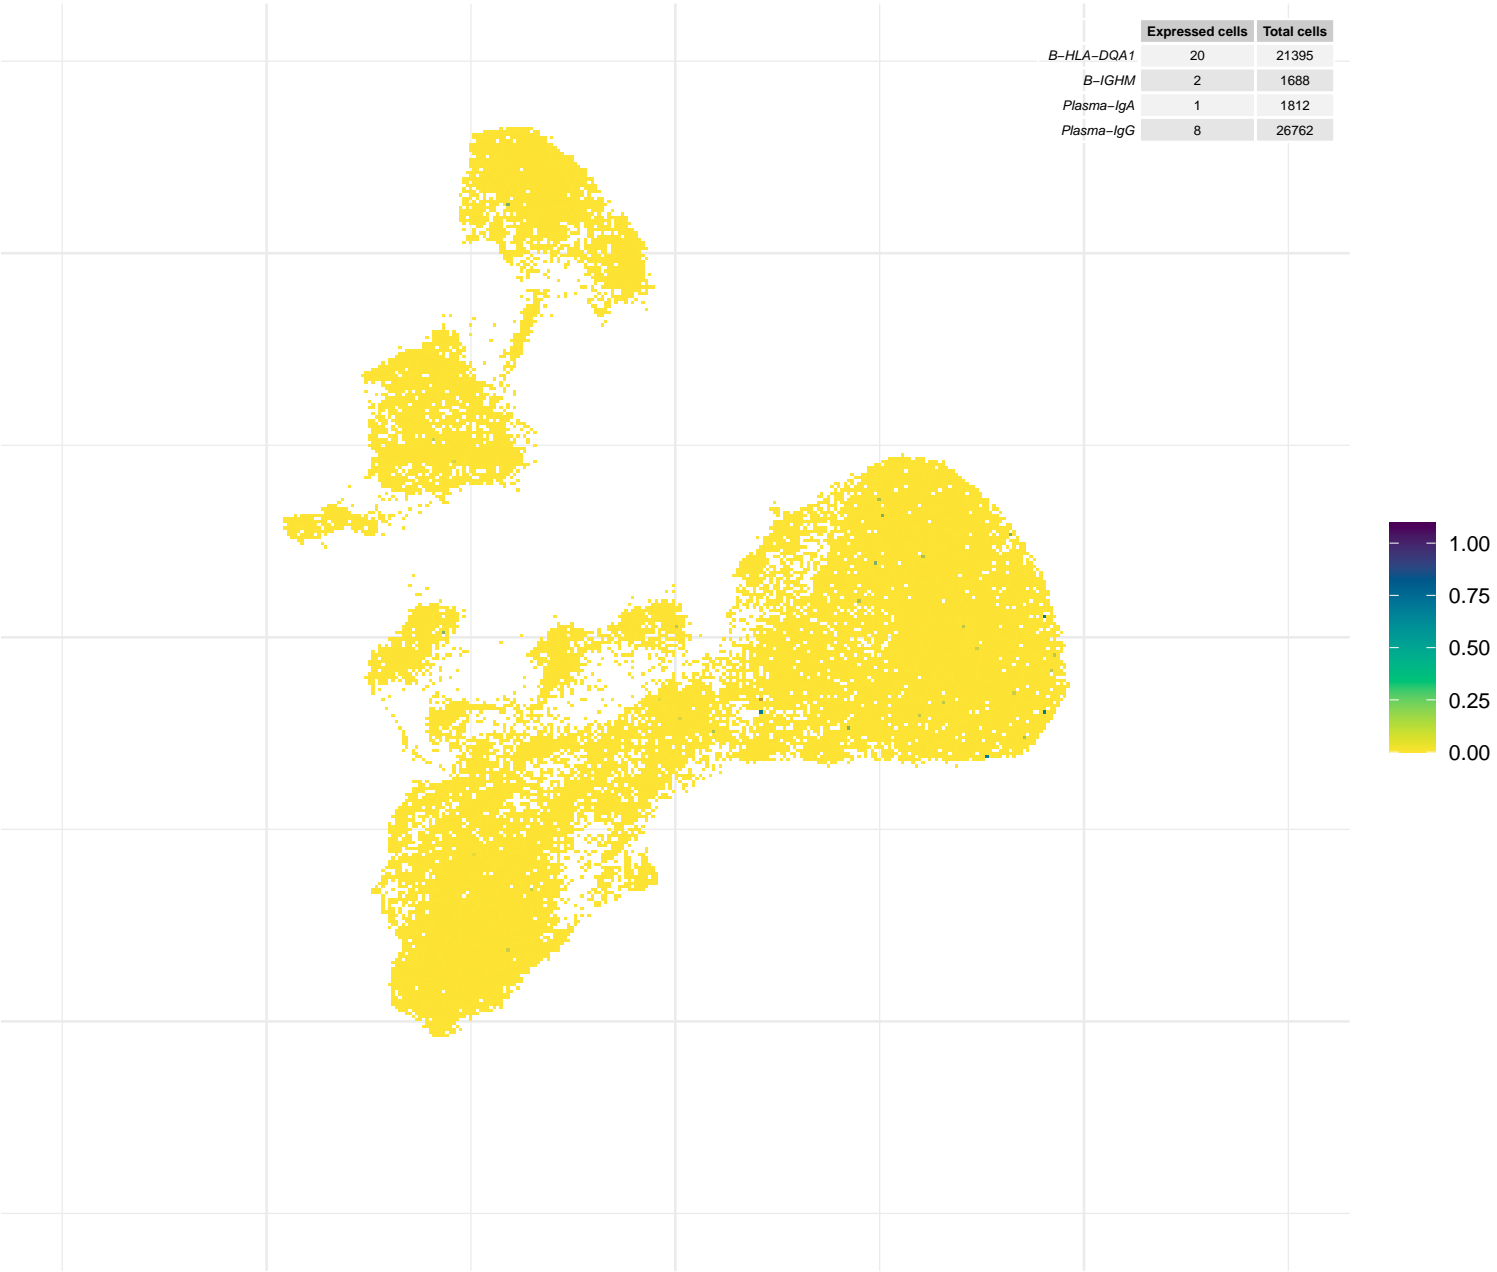 Expressed cells Total cells
B−HLA−DQA1 20 21395
B−IGHM 2 1688
Plasma−IgA 1 1812
Plasma−IgG 8 26762
1.00
0.75
0.50
0.25
0.00